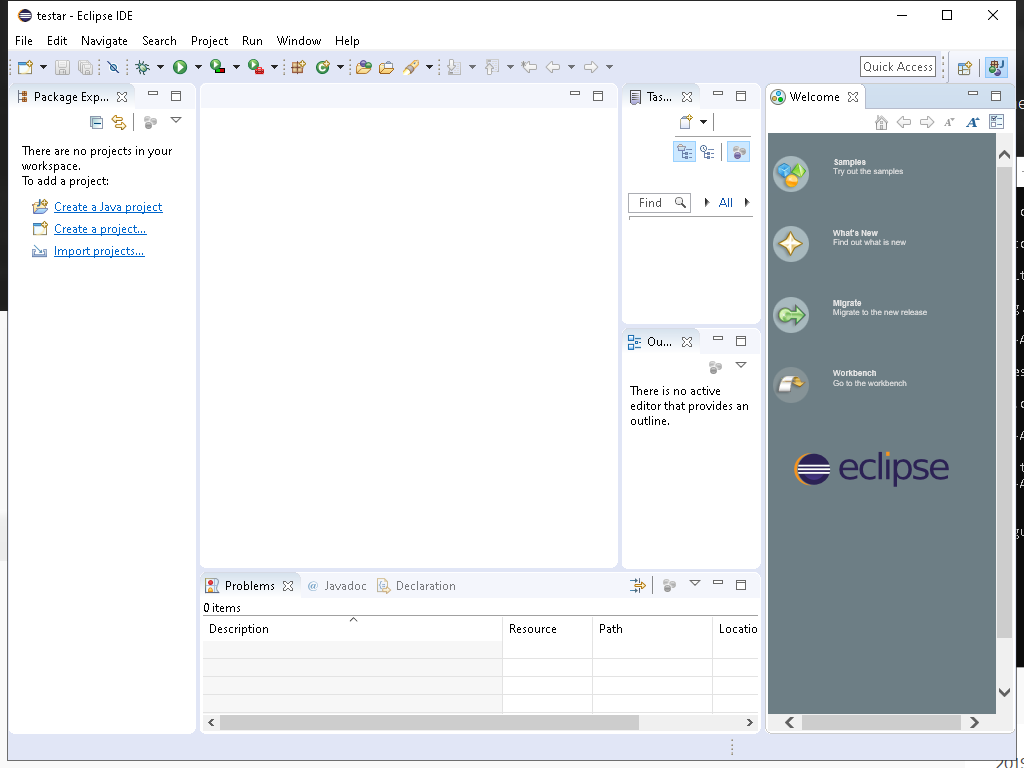 testar - Eclipse IDE
File Edit Navigate Search Project Run Window Help
Quick Access
Package Exp...
There are no projects in your
workspace.
To add a project:
Create a Java project
Create a project...
Import projects...
Tas...
Find
All
Ou...
There is no active
editor that provides an
outline.
Welcome
Samples
Try out the samples
What's New
Find out what is new
Migrate
Migrate to the new release
Workbench
Go to the workbench
eclipse
Problems @ Javadoc Declaration
0 items
Description Resource Path Locatio